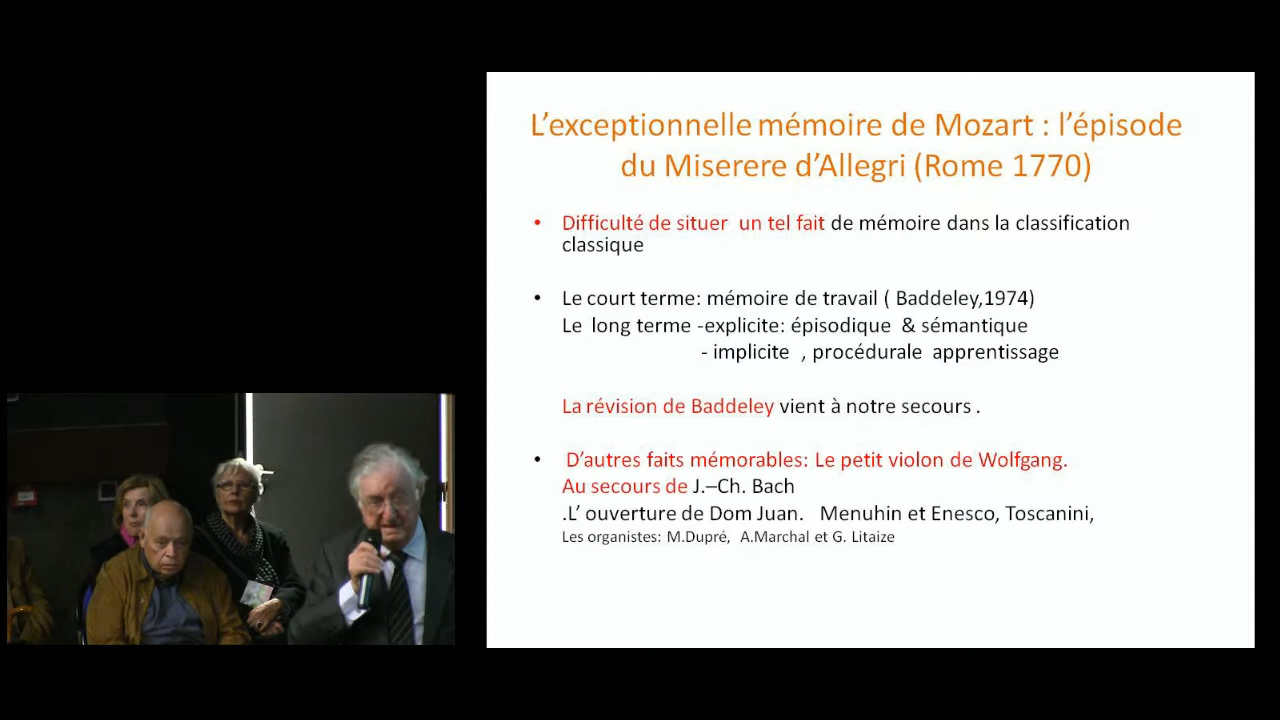 L’exceptionnelle mémoire de Mozart : l’épisode
du Miserere d’Allegri (Rome 1770)
• Difficulté de situer un tel fait de mémoire dans la classification
classique
• Le court terme: mémoire de travail ( Baddeley,1974)
Le long terme -explicite: épisodique & sémantique
- implicite , procédurale apprentissage
La révision de Baddeley vient à notre secours .
• D’autres faits mémorables: Le petit violon de Wolfgang.
Au secours de J.–Ch. Bach
.L’ ouverture de Dom Juan. Menuhin et Enesco, Toscanini,
Les organistes: M.Dupré, A.Marchal et G. Litaize